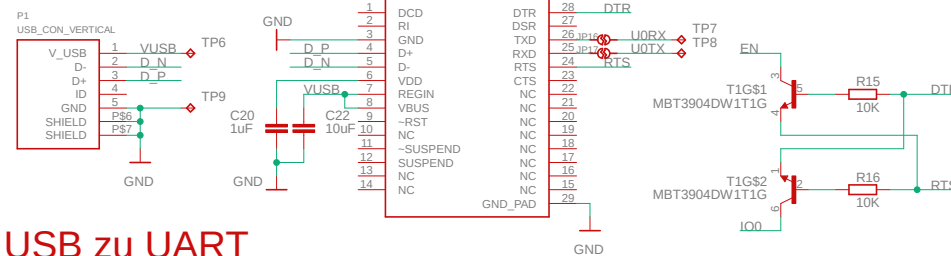 P1
USB_CON_VERTICAL
V_USB 1 VUSB TP6
D- 2 D_N
D+ 3 D_P
ID 4
GND 5 TP9
SHIELD P$6
SHIELD P$7
GND
GND
D_P
D_N
VUSB
C20
1uF
C22
10uF
GND
1 DCD
2 RI
3 GND
4 D+
5 D-
6 VDD
7 REGIN
8 VBUS
9 ~RST
10 NC
11 ~SUSPEND
12 SUSPEND
13 NC
14 NC
DTR 28 DTR
DSR 27
TXD 26 JP16 U0RX TP7
RXD 25 JP17 U0TX TP8
RTS 24 RTS
CTS 23
NC 22
NC 21
NC 20
NC 19
NC 18
NC 17
NC 16
NC 15
GND_PAD 29
GND
EN
3
T1G$1
MBT3904DW1T1G
5
4
R15
10K
DT
1
T1G$2
MBT3904DW1T1G
2
6
R16
10K
RTS
IO0
USB zu UART